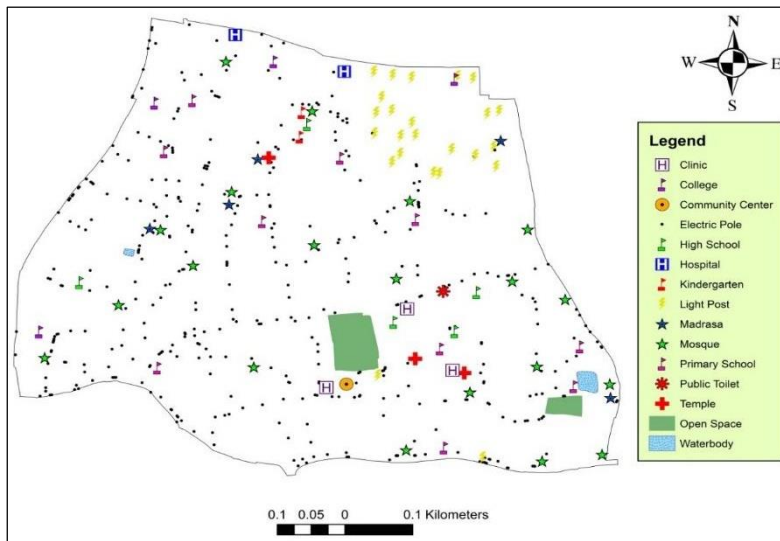 N
W E
S
Legend
H Clinic
College
Community Center
Electric Pole
High School
H Hospital
Kindergarten
Light Post
Madrasa
Mosque
Primary School
Public Toilet
Temple
Open Space
Waterbody
H
H
H
H
H
0.1 0.05 0 0.1 Kilometers